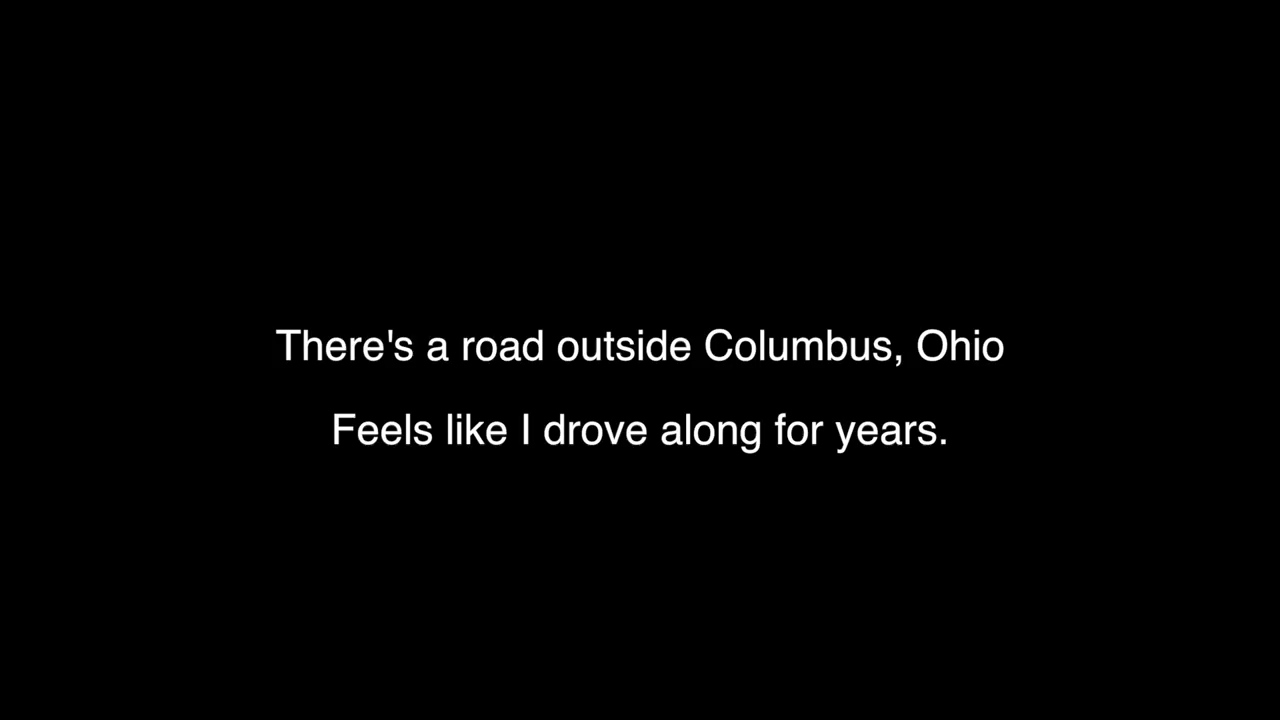 There's a road outside Columbus, Ohio
Feels like I drove along for years.